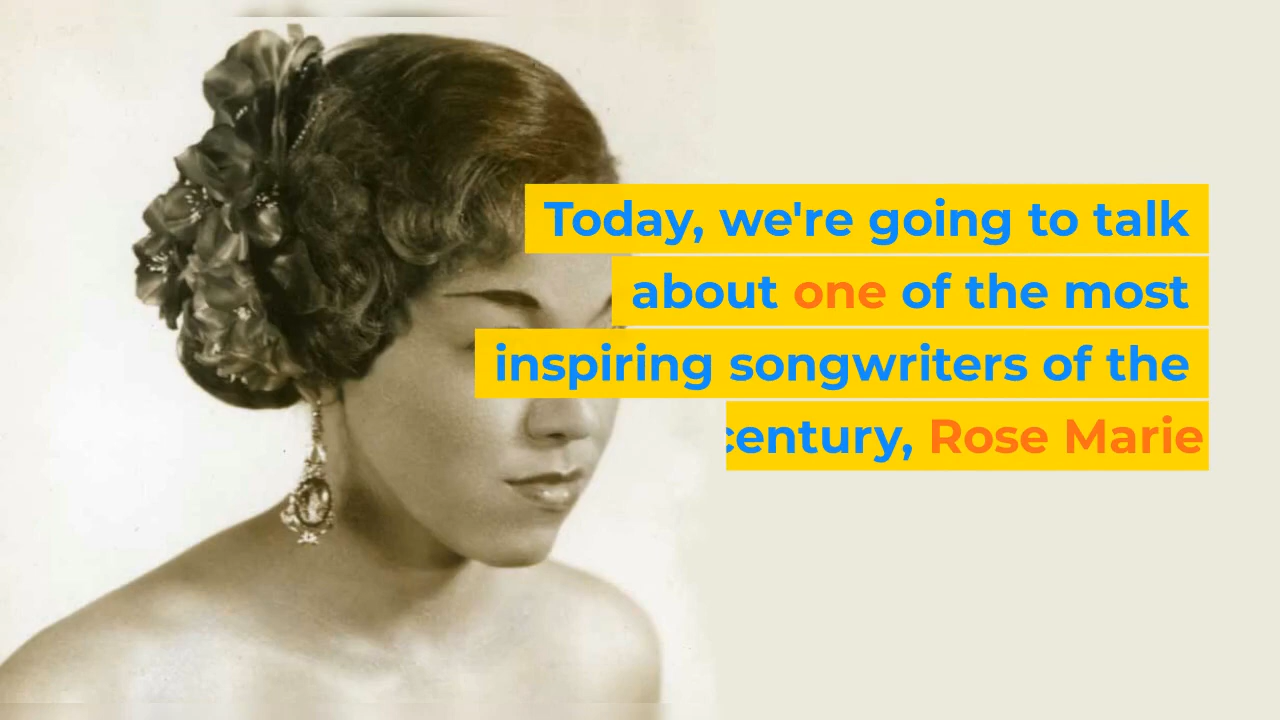 Today, we're going to talk
about one of the most
inspiring songwriters of the
century, Rose Marie